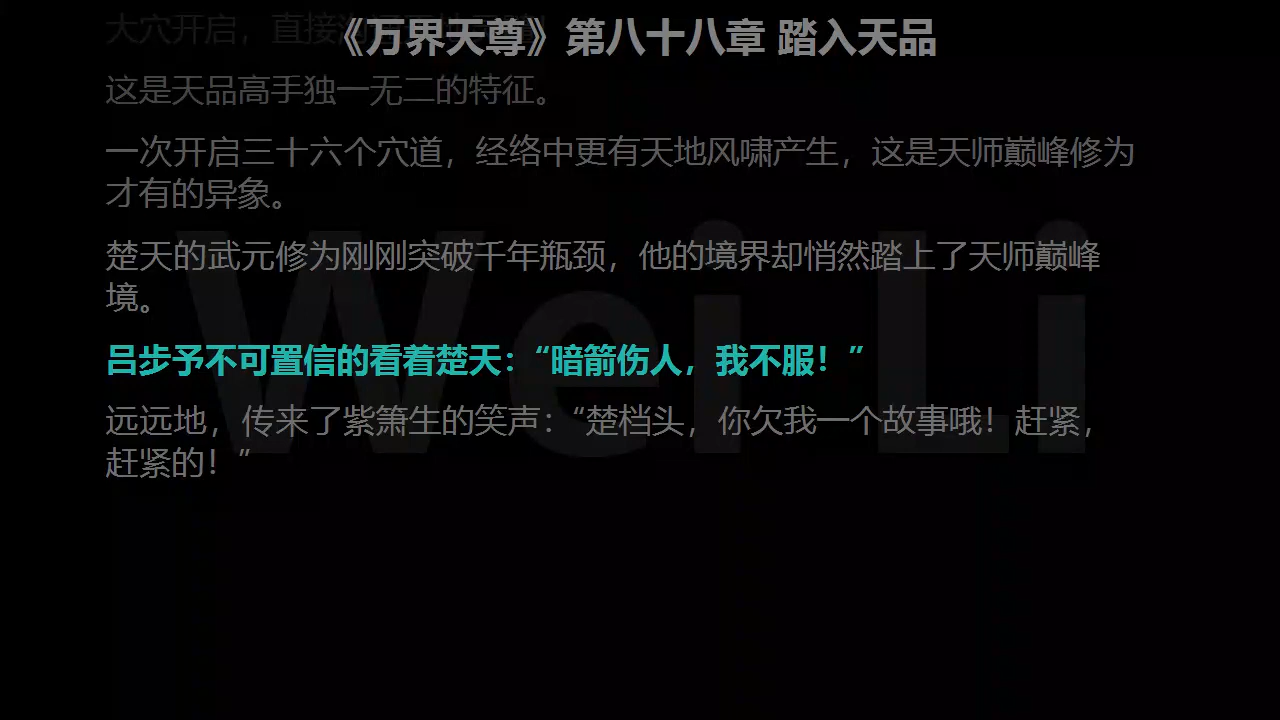 《万界天尊》第八十八章 踏入天品
大穴开启，直接
这是天品高手独一无二的特征。
一次开启三十六个穴道，经络中更有天地风啸产生，这是天师巅峰修为
才有的异象。
楚天的武元修为刚刚突破千年瓶颈，他的境界却悄然踏上了天师巅峰
境。
吕步予不可置信的看着楚天：“暗箭伤人，我不服！”
远远地，传来了紫箫生的笑声：“楚档头，你欠我一个故事哦！赶紧，
赶紧的！”
Wei Li